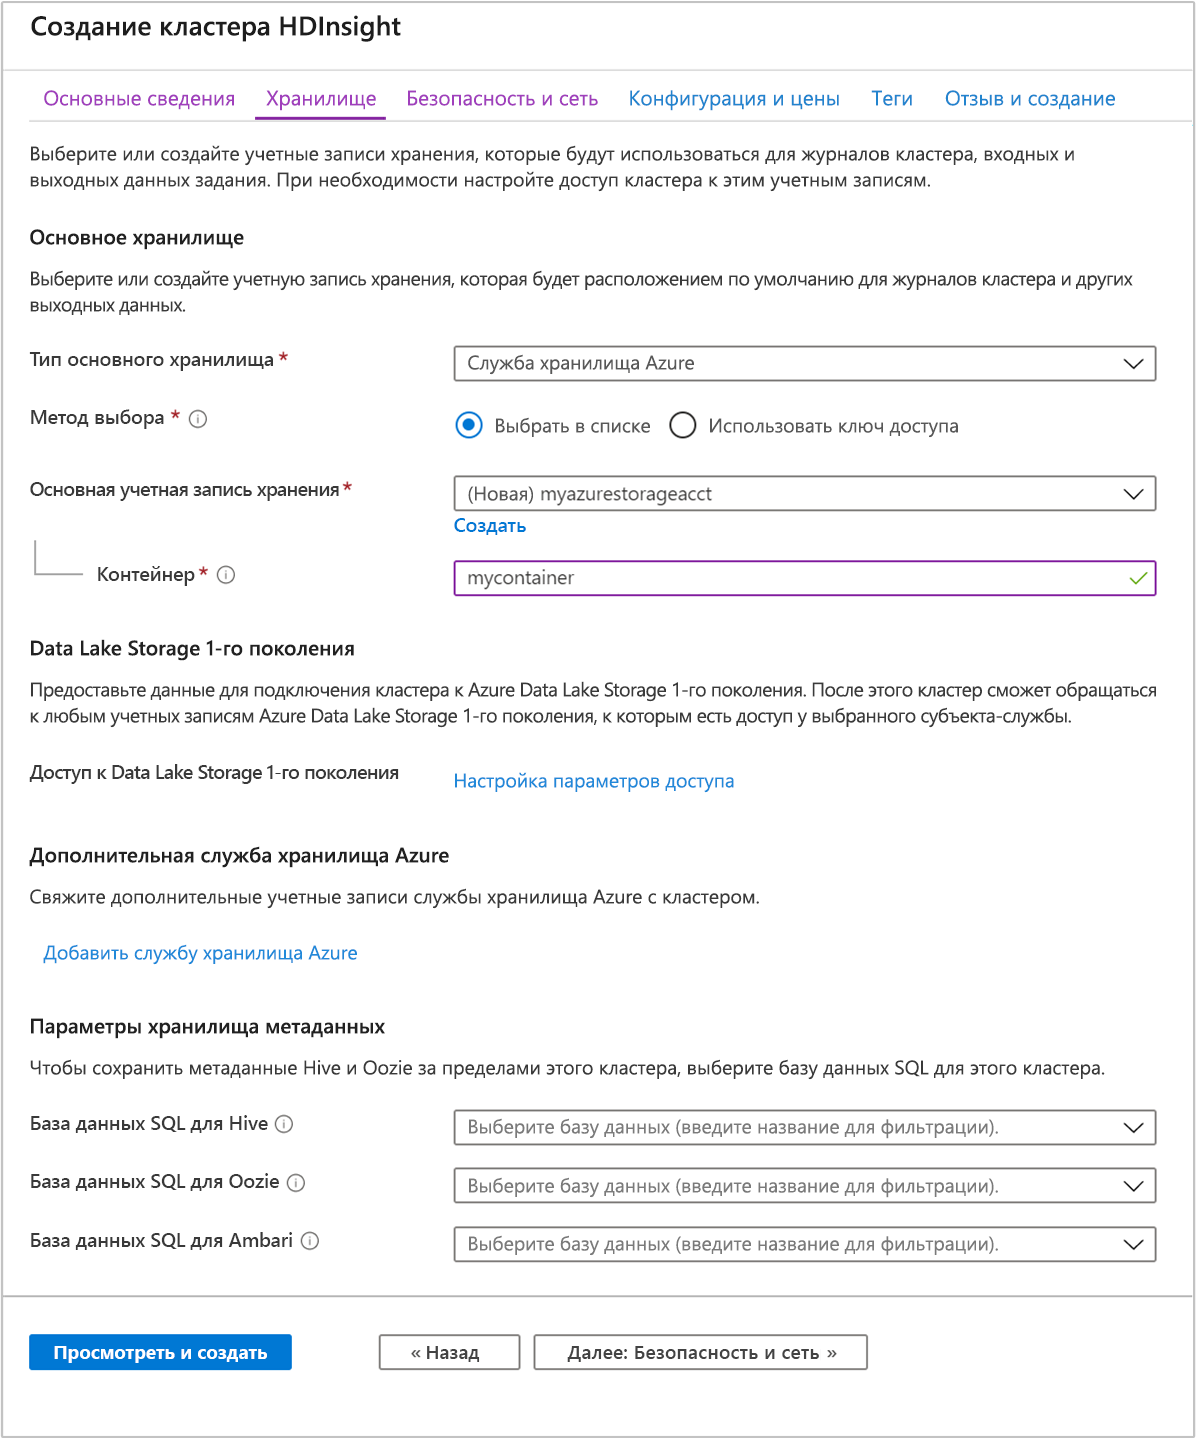 Создание кластера HDInsight
Основные сведения Хранилище Безопасность и сеть Конфигурация и цены Теги Отзыв и создание
Выберите или создайте учетные записи хранения, которые будут использоваться для журналов кластера, входных и
выходных данных задания. При необходимости настройте доступ кластера к этим учетным записям.
Основное хранилище
Выберите или создайте учетную запись хранения, которая будет расположением по умолчанию для журналов кластера и других
выходных данных.
Тип основного хранилища * Служба хранилища Azure
Метод выбора * Выбрать в списке Использовать ключ доступа
Основная учетная запись хранения * (Новая) myazurestorageacct
Создать
Контейнер * mycontainer
Data Lake Storage 1-го поколения
Предоставьте данные для подключения кластера к Azure Data Lake Storage 1-го поколения. После этого кластер сможет обращаться
к любым учетных записям Azure Data Lake Storage 1-го поколения, к которым есть доступ у выбранного субъекта-службы.
Доступ к Data Lake Storage 1-го поколения Настройка параметров доступа
Дополнительная служба хранилища Azure
Свяжите дополнительные учетные записи службы хранилища Azure с кластером.
Добавить службу хранилища Azure
Параметры хранилища метаданных
Чтобы сохранить метаданные Hive и Oozie за пределами этого кластера, выберите базу данных SQL для этого кластера.
База данных SQL для Hive Выберите базу данных (введите название для фильтрации).
База данных SQL для Oozie Выберите базу данных (введите название для фильтрации).
База данных SQL для Ambari Выберите базу данных (введите название для фильтрации).
Просмотреть и создать « Назад Далее: Безопасность и сеть »